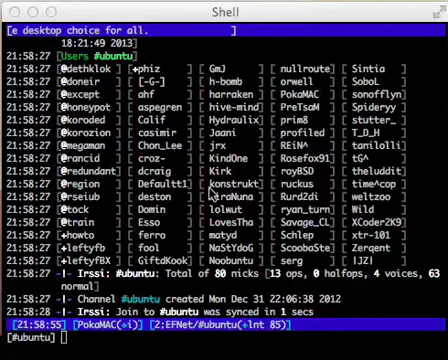 Shell
[e desktop choice for all. ]
18:21:49 2013]
21:58:27 [Users #ubuntu]
21:58:27 [@dethklok ] [+phiz ] [ GmJ ] [ nullroute] [ Sintia ]
21:58:27 [@doeni ] [ [-G-] ] [ h-bomb ] [ orwell ] [ SoboL ]
21:58:27 [@except ] [ ahf ] [ harraken ] [ PokaMAC ] [ sonofflyn]
21:58:27 [@honeypot ] [ aspegren ] [ hive-mind ] [ PreTsaM ] [ Spideryy ]
21:58:27 [@koroded ] [ Calif ] [ Hydraulix ] [ prim8 ] [ stutter_ ]
21:58:27 [@korozion ] [ casimir ] [ Jaani ] [ profiled ] [ T_D_H ]
21:58:27 [@megaman ] [ Chon_Lee ] [ jrx ] [ REiN^ ] [ tanilolli]
21:58:27 [@rancid ] [ croz- ] [ KindOne ] [ Rosefox91] [ tG^ ]
21:58:27 [@redundant] [ dcraig ] [ Kirk ] [ royBSD ] [ theluddit]
21:58:27 [@region ] [ Defaultt1] [ konstrukt] [ ruckus ] [ time^cop ]
21:58:27 [@rseiub ] [ deston ] [ ] [ Rurd2di ] [ weltzoo ]
21:58:27 [@tock ] [ Domin ] [ lolwut ] [ ryan_turn] [ Wild ]
21:58:27 [@train ] [ Esso ] [ LovesTha ] [ Savage_CL] [ XCoder2K9]
21:58:27 [+howto ] [ ferro ] [ matyd ] [ Schlep ] [ xtr-101 ]
21:58:27 [+leftyfb ] [ fool ] [ NaStYdoG ] [ ScoobaSte] [ Zerqent ]
21:58:27 [+leftyfBX ] [ GiftdKook] [ Nobuddy ] [ serg ] [ ]
21:58:27 -!- Irssi: #ubuntu: Total of 80 nicks [13 ops, 0 halfops, 4 voices, 63
normal]
21:58:27 -!- Channel #ubuntu created Mon Dec 31 22:06:38 2012
21:58:27 -!- Irssi: Join to #ubuntu was synced in 1 secs
[21:58:55] [PokaMAC(+i)] [2:EFNet/#ubuntu(+lnt 85)]
[#ubuntu]